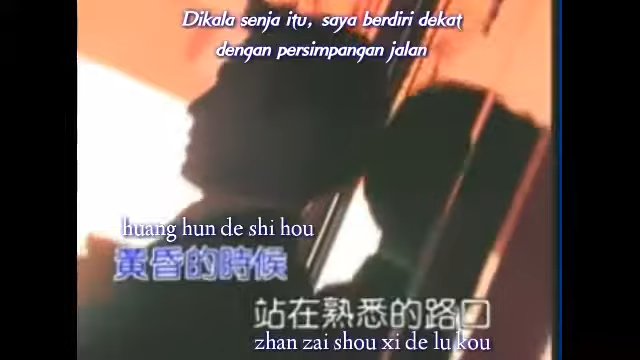 Dikala senja itu, saya berdiri dekat
dengan persimpangan jalan
huang hun de shi hou
黃昏的時候
站在熟悉的路口
zhan zai shou xi de lu kou